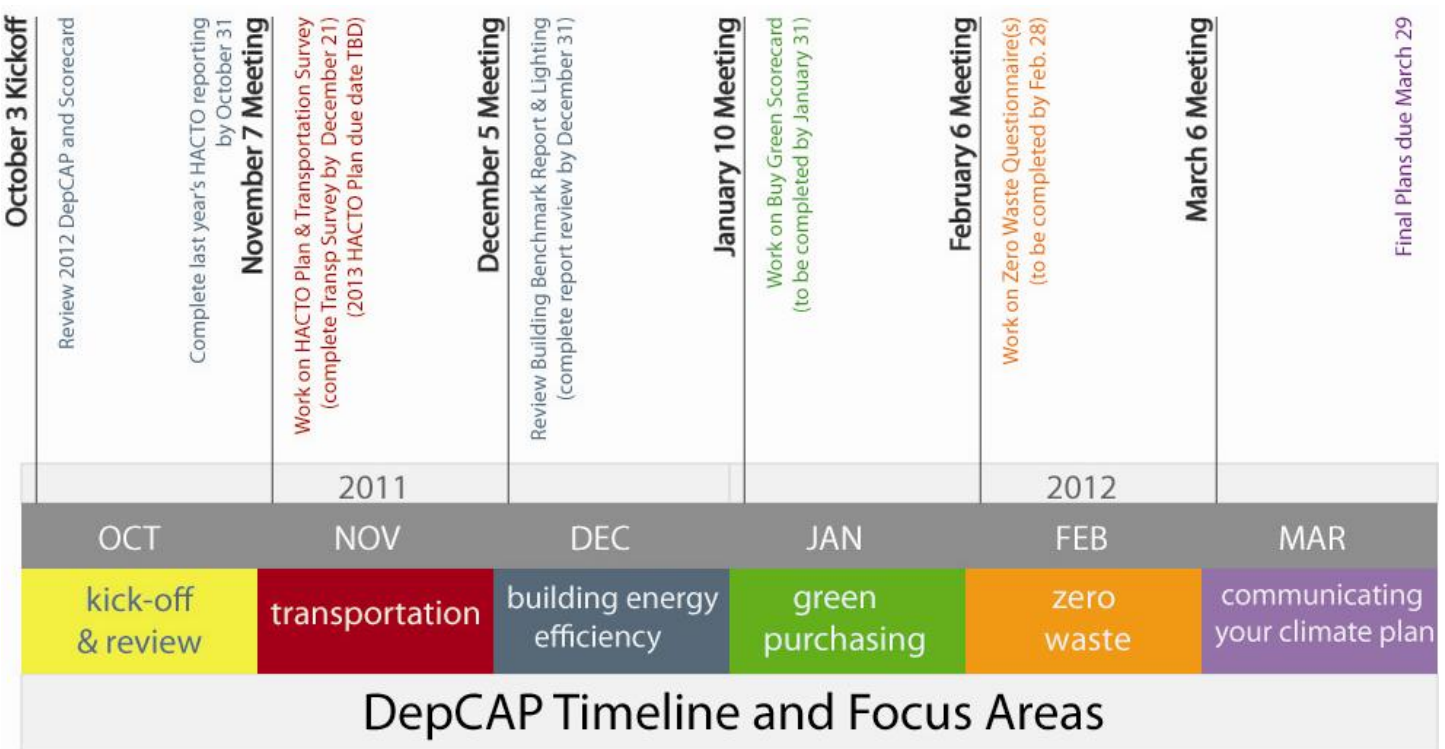 October 3 Kickoff
Review 2012 DepCAP and Scorecard
Complete last year's HACTO reporting
by October 31
November 7 Meeting
Work on HACTO Plan & Transportation Survey
(complete Transp Survey by December 21)
(2013 HACTO Plan due date TBD)
December 5 Meeting
Review Building Benchmark Report & Lighting
(complete report review by December 31)
January 10 Meeting
Work on Buy Green Scorecard
(to be completed by January 31)
February 6 Meeting
Work on Zero Waste Questionnaire(s)
(to be completed by Feb. 28)
March 6 Meeting
Final Plans due March 29
2011
2012
OCT
NOV
DEC
JAN
FEB
MAR
kick-off
& review
transportation
building energy
efficiency
green
purchasing
zero
waste
communicating
your climate plan
DepCAP Timeline and Focus Areas